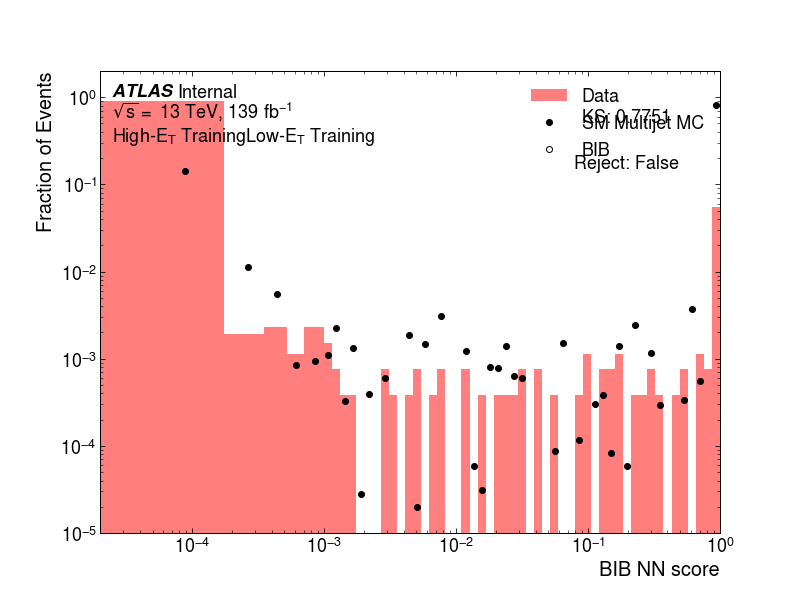 ATLAS Internal
√s = 13 TeV, 139 fb⁻¹
High-E_T TrainingLow-E_T Training
Data
KS: 0.7751
SM Multijet MC
BIB
Reject: False
Fraction of Events
10⁰
10⁻¹
10⁻²
10⁻³
10⁻⁴
10⁻⁵
10⁻⁴
10⁻³
10⁻²
10⁻¹
10⁰
BIB NN score